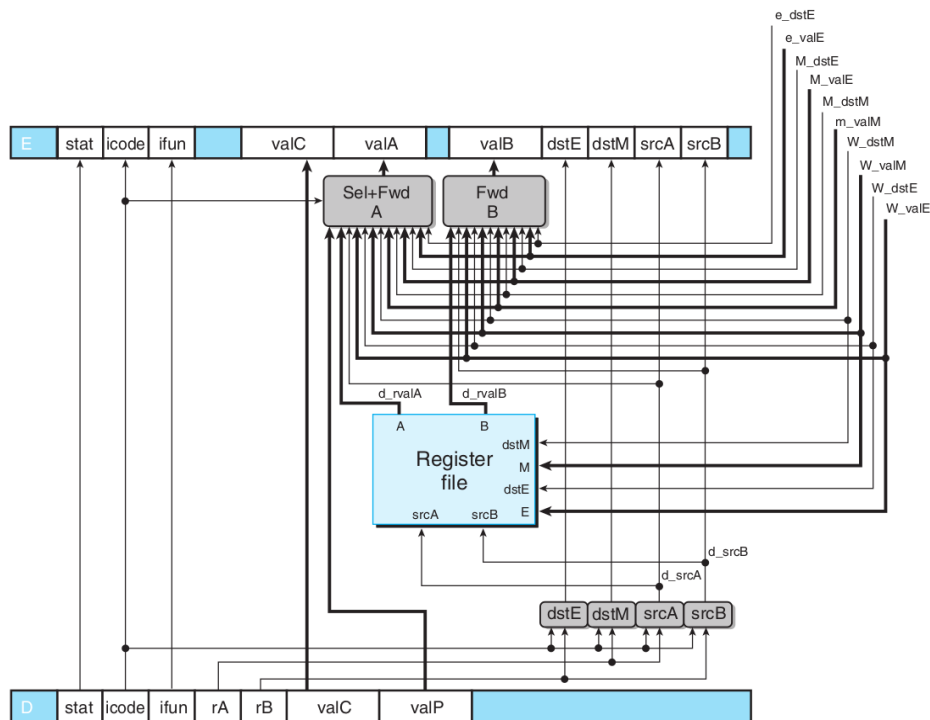 e_dstE
e_valE
M_dstE
M_valE
M_dstM
m_valM
W_dstM
W_valM
W_dstE
W_valE
E stat icode ifun valC valA valB dstE dstM srcA srcB
Sel+Fwd
A
Fwd
B
d_rvalA d_rvalB
A B
dstM
Register
M
file
dstE
E
srcA srcB
d_srcB
d_srcA
dstE dstM srcA srcB
D stat icode ifun rA rB valC valP